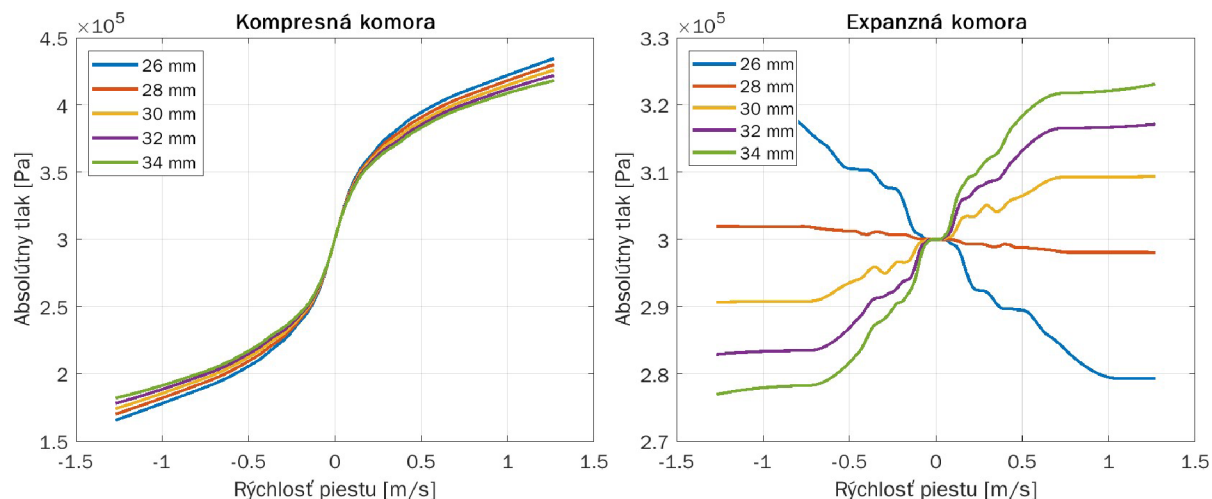 Kompresná komora
×10⁵
4.5
4
3.5
3
2.5
2
1.5
-1.5 -1 -0.5 0 0.5 1 1.5
Absolútny tlak [Pa]
Rýchlosť piestu [m/s]
26 mm
28 mm
30 mm
32 mm
34 mm
Expanzná komora
×10⁵
3.3
3.2
3.1
3
2.9
2.8
2.7
-1.5 -1 -0.5 0 0.5 1 1.5
Absolútny tlak [Pa]
Rýchlosť piestu [m/s]
26 mm
28 mm
30 mm
32 mm
34 mm